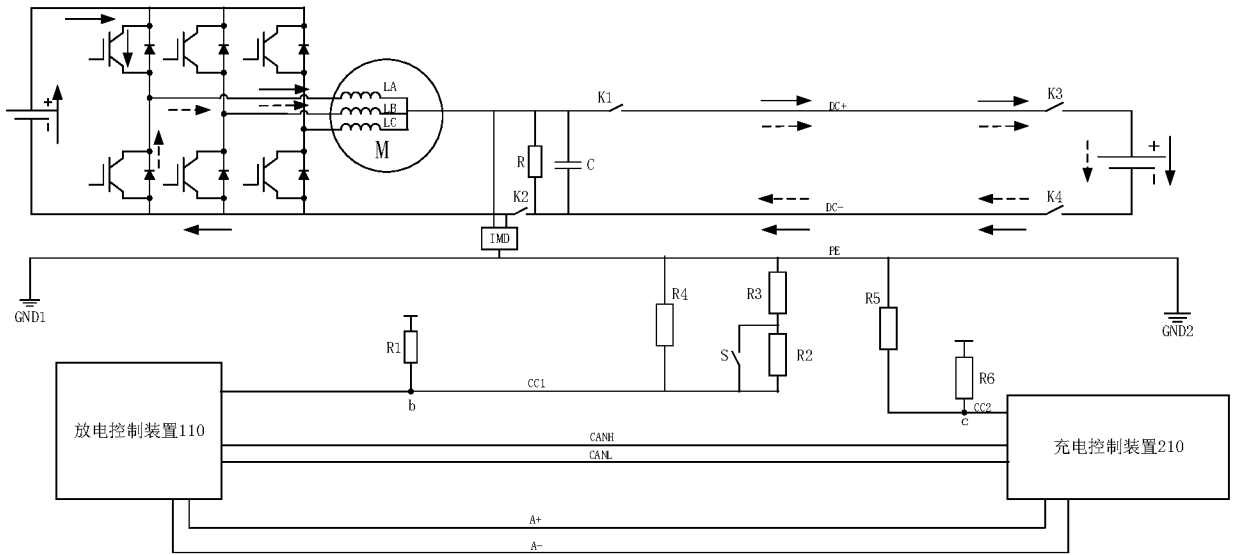 LA
LB
LC
M
+
K1
DC+
K3
+
R
C
K2
DC-
K4
IMD
PE
GND1
GND2
R4
R3
R5
R1
S
R2
R6
CC1
b
CC2
c
放电控制装置110
充电控制装置210
CANH
CANL
A+
A-